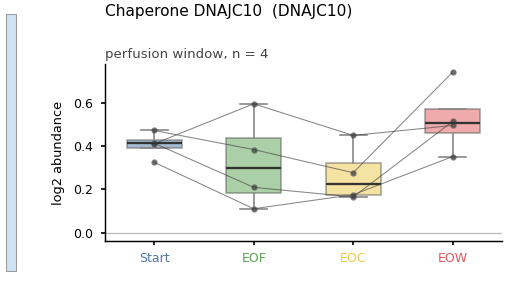 Chaperone DNAJC10 (DNAJC10)
perfusion window, n = 4
log2 abundance
0.6
0.4
0.2
0.0
Start EOF EOC EOW